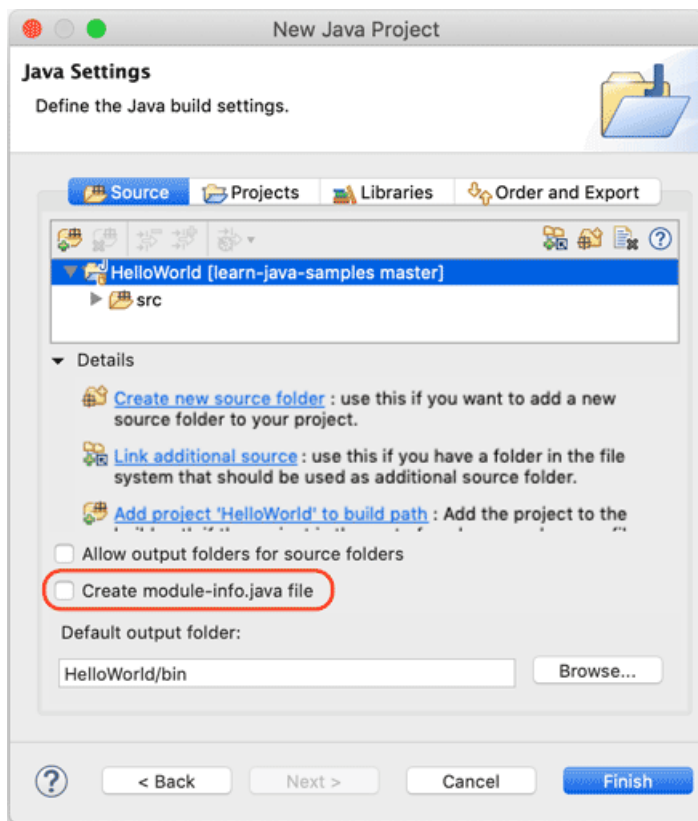 New Java Project
Java Settings
Define the Java build settings.
Source
Projects
Libraries
Order and Export
HelloWorld [learn-java-samples master]
src
Details
Create new source folder : use this if you want to add a new
source folder to your project.
Link additional source : use this if you have a folder in the file
system that should be used as additional source folder.
Add project 'HelloWorld' to build path : Add the project to the
Allow output folders for source folders
Create module-info.java file
Default output folder:
HelloWorld/bin
Browse...
< Back
Next >
Cancel
Finish